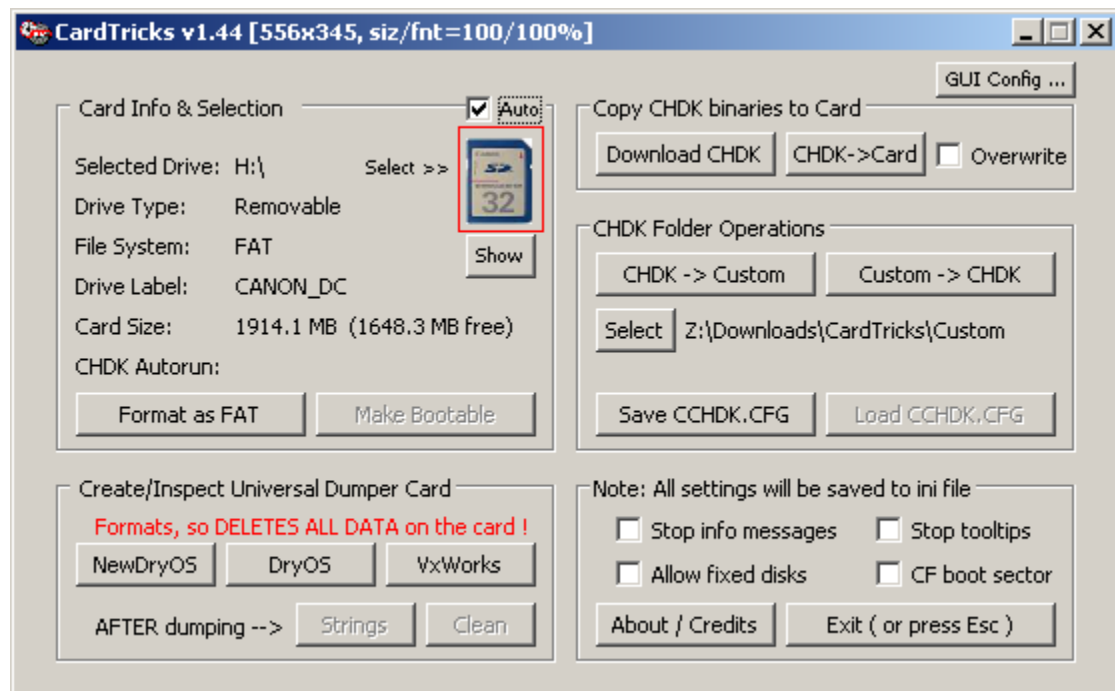 CardTricks v1.44 [556x345, siz/fnt=100/100%]
GUI Config ...
Card Info & Selection
Auto
Selected Drive: H:\
Select >>
32
Drive Type: Removable
File System: FAT
Show
Drive Label: CANON_DC
Card Size: 1914.1 MB (1648.3 MB free)
CHDK Autorun:
Format as FAT
Make Bootable
Copy CHDK binaries to Card
Download CHDK
CHDK->Card
Overwrite
CHDK Folder Operations
CHDK -> Custom
Custom -> CHDK
Select
Z:\Downloads\CardTricks\Custom
Save CCHDK.CFG
Load CCHDK.CFG
Create/Inspect Universal Dumper Card
Formats, so DELETES ALL DATA on the card !
NewDryOS
DryOS
VxWorks
AFTER dumping -->
Strings
Clean
Note: All settings will be saved to ini file
Stop info messages
Stop tooltips
Allow fixed disks
CF boot sector
About / Credits
Exit ( or press Esc )